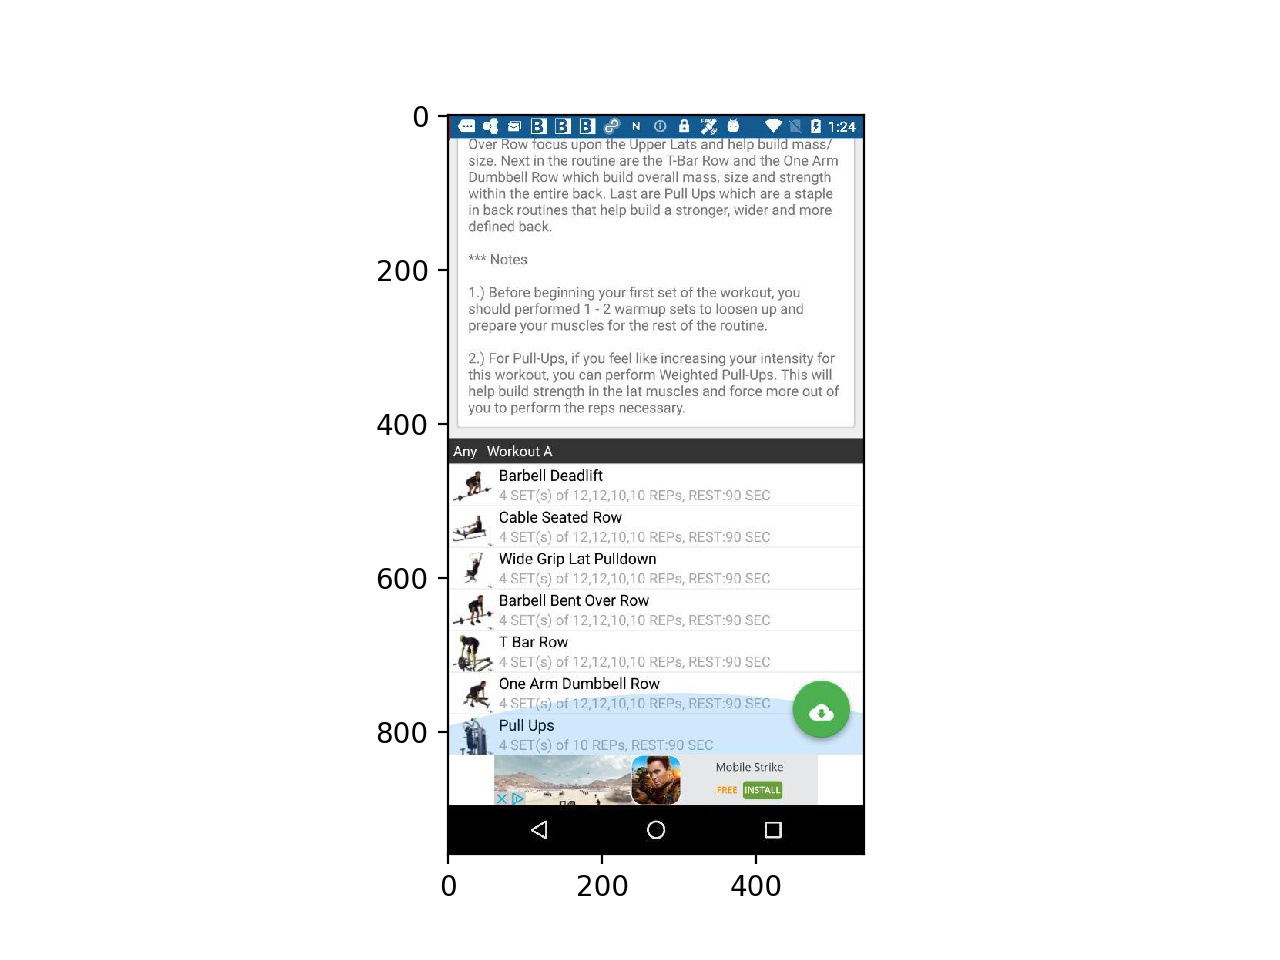 0
200
400
600
800
0
200
400
1:24
Over Row focus upon the Upper Lats and help build mass/
size. Next in the routine are the T-Bar Row and the One Arm
Dumbbell Row which build overall mass, size and strength
within the entire back. Last are Pull Ups which are a staple
in back routines that help build a stronger, wider and more
defined back.
*** Notes
1.) Before beginning your first set of the workout, you
should performed 1 - 2 warmup sets to loosen up and
prepare your muscles for the rest of the routine.
2.) For Pull-Ups, if you feel like increasing your intensity for
this workout, you can perform Weighted Pull-Ups. This will
help build strength in the lat muscles and force more out of
you to perform the reps necessary.
Any Workout A
Barbell Deadlift
4 SET(s) of 12,12,10,10 REPs, REST:90 SEC
Cable Seated Row
4 SET(s) of 12,12,10,10 REPs, REST:90 SEC
Wide Grip Lat Pulldown
4 SET(s) of 12,12,10,10 REPs, REST:90 SEC
Barbell Bent Over Row
4 SET(s) of 12,12,10,10 REPs, REST:90 SEC
T Bar Row
4 SET(s) of 12,12,10,10 REPs, REST:90 SEC
One Arm Dumbbell Row
4 SET(s) of 12,12,10,10 REPs, REST:90 SEC
Pull Ups
4 SET(s) of 10 REPs, REST:90 SEC
Mobile Strike
FREE INSTALL